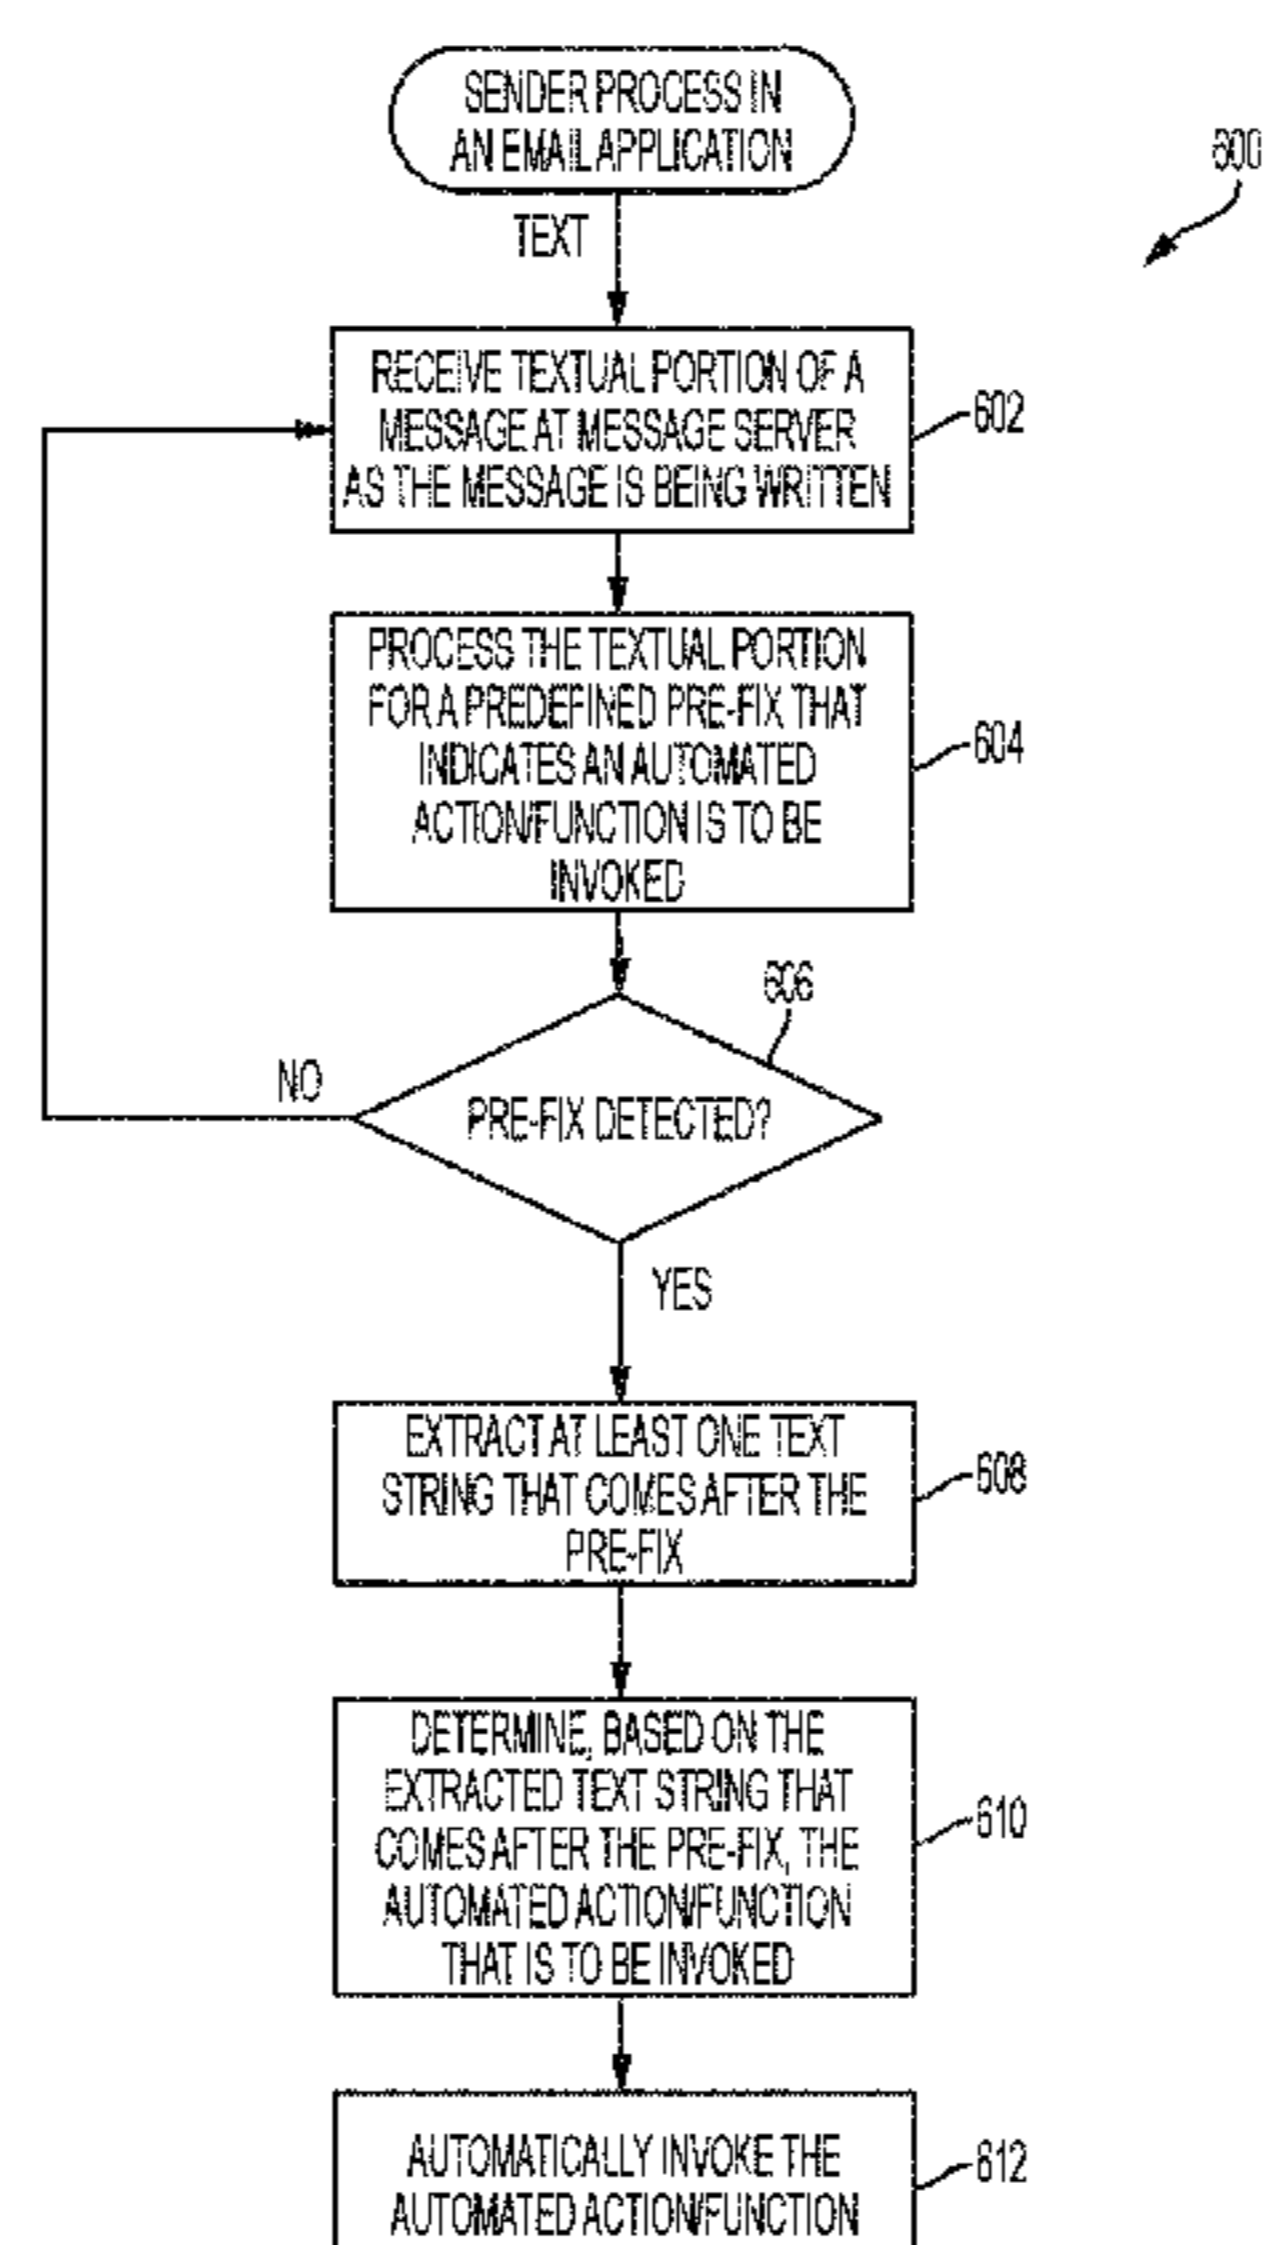 SENDER PROCESS IN
AN EMAIL APPLICATION
600
TEXT
RECEIVE TEXTUAL PORTION OF A
MESSAGE AT MESSAGE SERVER
AS THE MESSAGE IS BEING WRITTEN
602
PROCESS THE TEXTUAL PORTION
FOR A PREDEFINED PRE-FIX THAT
INDICATES AN AUTOMATED
ACTION/FUNCTION IS TO BE
INVOKED
604
606
NO
PRE-FIX DETECTED?
YES
EXTRACT AT LEAST ONE TEXT
STRING THAT COMES AFTER THE
PRE-FIX
608
DETERMINE, BASED ON THE
EXTRACTED TEXT STRING THAT
COMES AFTER THE PRE-FIX, THE
AUTOMATED ACTION/FUNCTION
THAT IS TO BE INVOKED
610
AUTOMATICALLY INVOKE THE
AUTOMATED ACTION/FUNCTION
612